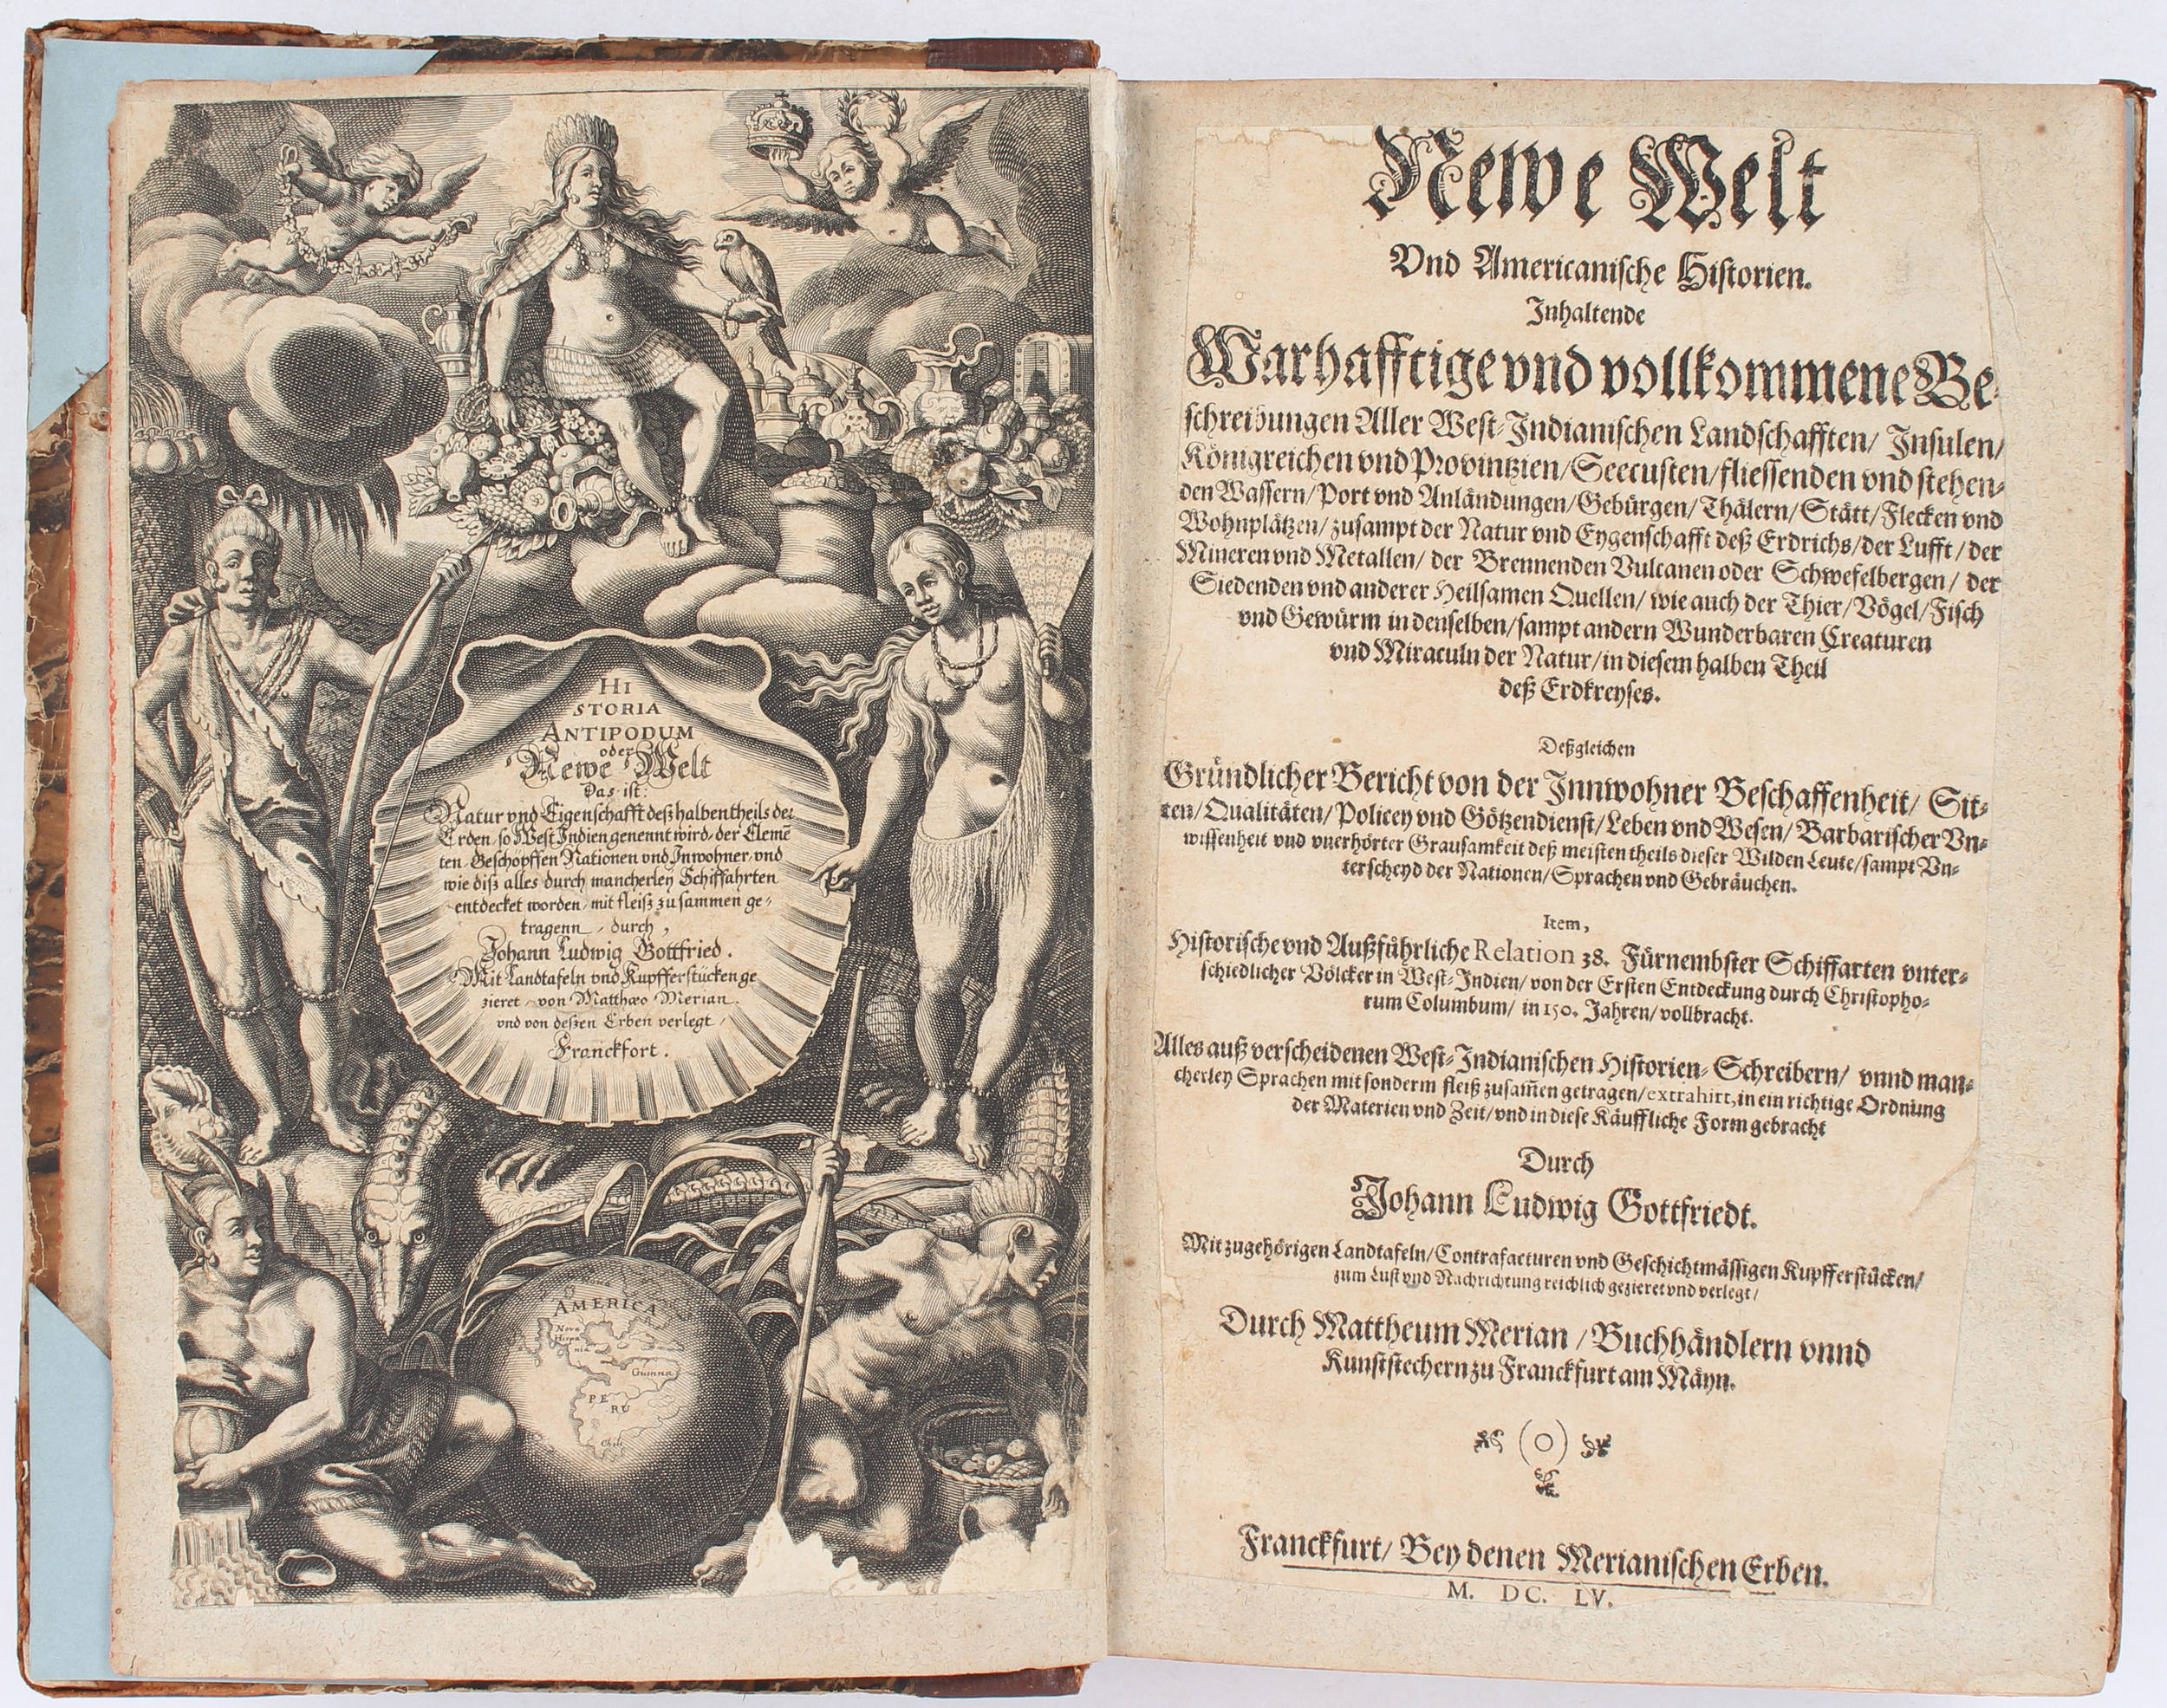 HI
STORIA
ANTIPODUM
oder
Newe Welt
Das ist:
Natur vnd Eigenschafft deß halben theils der
Erden, so West Indien genennt wird, der Elemē
ten, Geschöpffen Nationen vnd Inwohner, vnd
wie diß alles durch mancherley Schiffahrten
entdecket worden, mit fleiß zusammen ge-
tragenn, durch,
Johann Ludwig Gottfried.
Mit Landtafeln vnd Kupfferstücken ge
zieret von Matthæo Merian.
vnd von deßen Erben verlegt /
Franckfort.
AMERICA
Nova
Hispa
nia
Guiana
PE
RU
Chili
Newe Welt
Vnd Americanische Historien.
Inhaltende
Warhafftige vnd vollkommene Be-
schreibungen Aller West-Indianischen Landschafften/ Insulen/
Königreichen vnd Provintzien/ Seecusten/ fliessenden vnd stehen-
den Wassern/ Port vnd Anländungen/ Gebürgen/ Thälern/ Stätt/ Flecken vnd
Wohnplätzen/ zusampt der Natur vnd Eygenschafft deß Erdrichs/ der Lufft/ der
Mineren vnd Metallen/ der Brennenden Vulcanen oder Schwefelbergen/ der
Siedenden vnd anderer Heilsamen Quellen/ wie auch der Thier/ Vögel/ Fisch
vnd Gewürm in denselben/ sampt andern Wunderbaren Creaturen
vnd Miraculn der Natur/ in diesem halben Theil
deß Erdkreyses.
Deßgleichen
Gründlicher Bericht von der Innwohner Beschaffenheit/ Sit-
ten/ Qualitäten/ Policey vnd Götzendienst/ Leben vnd Wesen/ Barbarischer Vn-
wissenheit vnd vnerhörter Grausamkeit deß meisten theils dieser Wilden Leute/ sampt Vn-
terscheyd der Nationen/ Sprachen vnd Gebräuchen.
Item,
Historische vnd Außführliche Relation 38. Fürnembster Schiffarten vnter-
schiedlicher Völcker in West-Indien/ von der Ersten Entdeckung durch Christopho-
rum Columbum/ in 150. Jahren/ vollbracht.
Alles auß verscheidenen West-Indianischen Historien-Schreibern/ vnnd man-
cherley Sprachen mit sonderm fleiß zusam̄en getragen/ extrahirt, in ein richtige Ordnung
der Materien vnd Zeit/ vnd in diese Käuffliche Form gebracht
Durch
Johann Ludwig Gottfriedt.
Mit zugehörigen Landtafeln/ Contrafacturen vnd Geschichtmässigen Kupfferstücken/
zum Lust vnd Nachrichtung reichlich gezieret vnd verlegt/
Durch Mattheum Merian / Buchhändlern vnnd
Kunststechern zu Franckfurt am Mäyn.
Franckfurt/ Bey denen Merianischen Erben.
M. DC. LV.